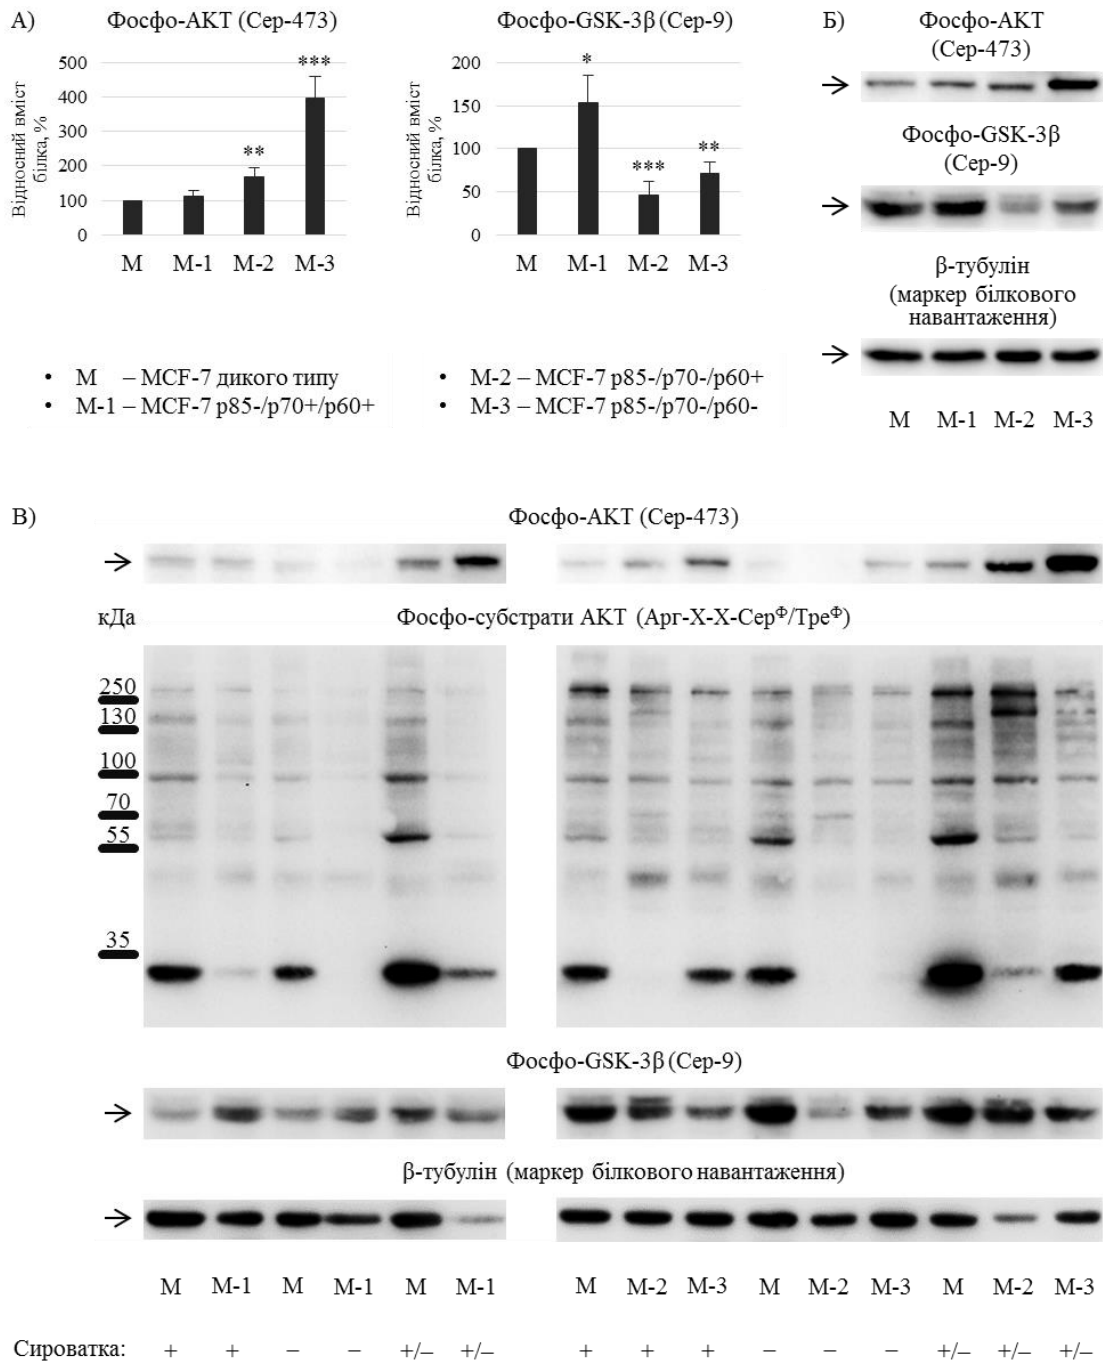 А) Фосфо-АКТ (Сер-473)
500
400
300
200
100
0
Відносний вміст
білка, %
**
***
М М-1 М-2 М-3
Фосфо-GSK-3β (Сер-9)
200
150
100
50
0
Відносний вміст
білка, %
*
***
**
М М-1 М-2 М-3
• М – MCF-7 дикого типу
• М-1 – MCF-7 p85-/p70+/p60+
• М-2 – MCF-7 p85-/p70-/p60+
• М-3 – MCF-7 p85-/p70-/p60-
Б) Фосфо-АКТ
(Сер-473)
Фосфо-GSK-3β
(Сер-9)
β-тубулін
(маркер білкового
навантаження)
М М-1 М-2 М-3
В)
Фосфо-АКТ (Сер-473)
кДа Фосфо-субстрати АКТ (Арг-Х-Х-Сер^Ф/Тре^Ф)
250
130
100
70
55
35
Фосфо-GSK-3β (Сер-9)
β-тубулін (маркер білкового навантаження)
М М-1 М М-1 М М-1 М М-2 М-3 М М-2 М-3 М М-2 М-3
Сироватка: + + – – +/– +/– + + + – – – +/– +/– +/–